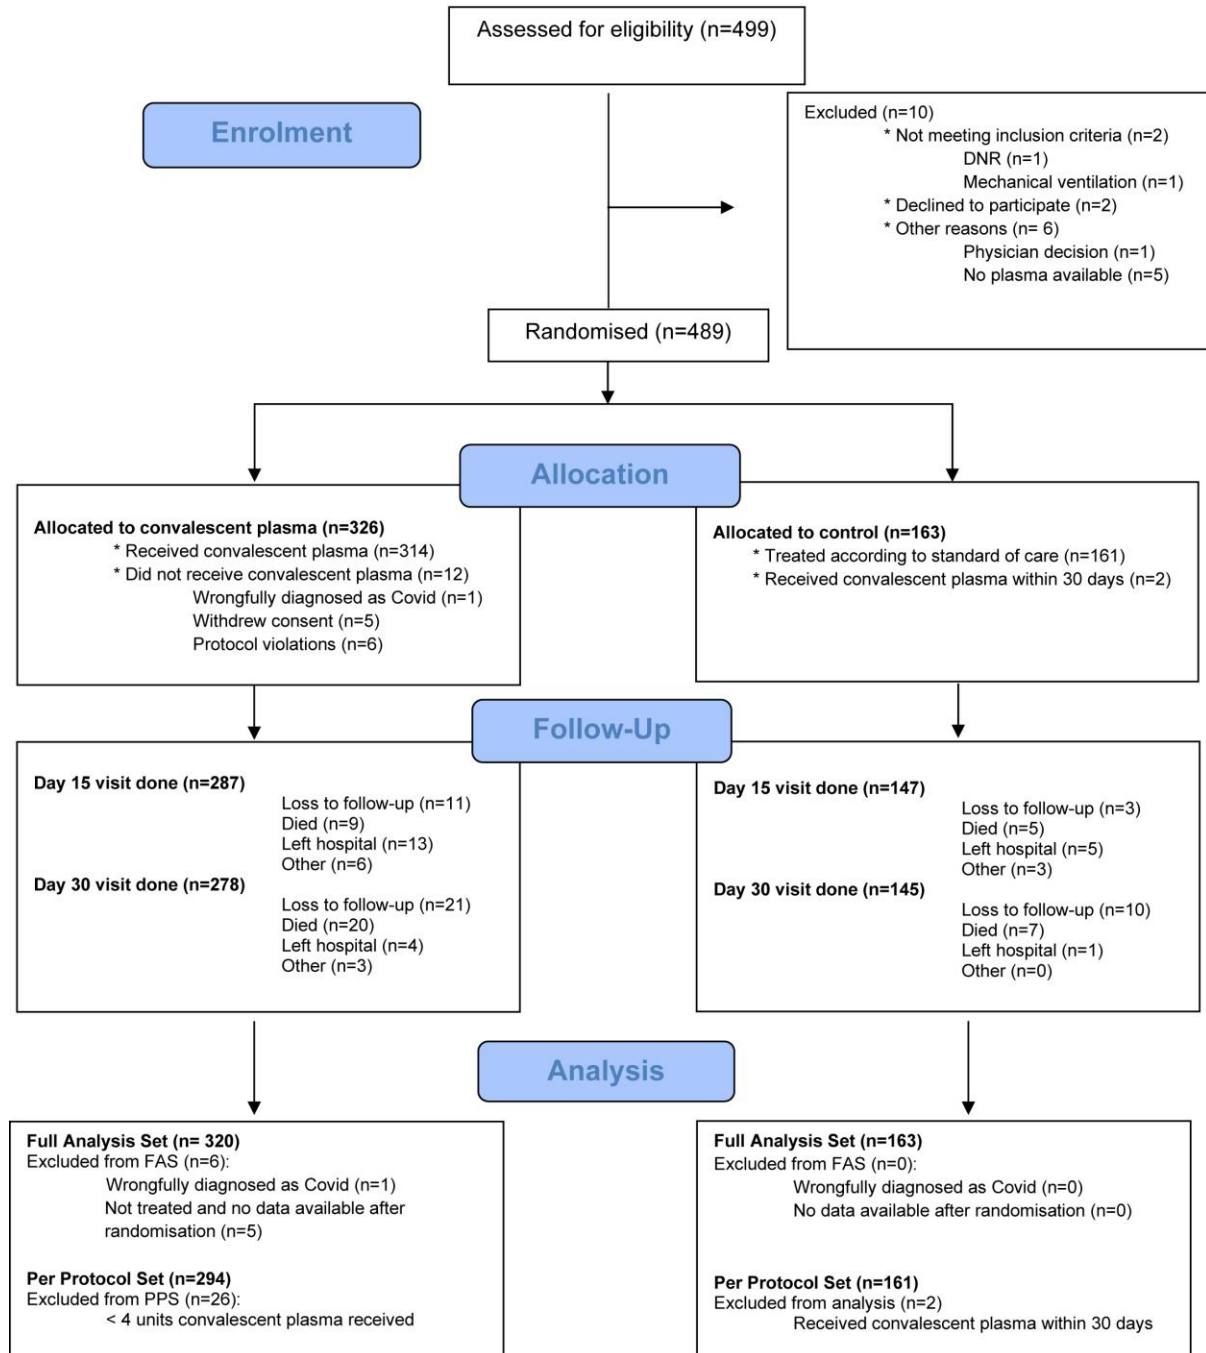 Assessed for eligibility (n=499)
Enrolment
Excluded (n=10)
* Not meeting inclusion criteria (n=2)
DNR (n=1)
Mechanical ventilation (n=1)
* Declined to participate (n=2)
* Other reasons (n= 6)
Physician decision (n=1)
No plasma available (n=5)
Randomised (n=489)
Allocation
Allocated to convalescent plasma (n=326)
* Received convalescent plasma (n=314)
* Did not receive convalescent plasma (n=12)
Wrongfully diagnosed as Covid (n=1)
Withdrew consent (n=5)
Protocol violations (n=6)
Allocated to control (n=163)
* Treated according to standard of care (n=161)
* Received convalescent plasma within 30 days (n=2)
Follow-Up
Day 15 visit done (n=287)
Loss to follow-up (n=11)
Died (n=9)
Left hospital (n=13)
Other (n=6)
Day 30 visit done (n=278)
Loss to follow-up (n=21)
Died (n=20)
Left hospital (n=4)
Other (n=3)
Day 15 visit done (n=147)
Loss to follow-up (n=3)
Died (n=5)
Left hospital (n=5)
Other (n=3)
Day 30 visit done (n=145)
Loss to follow-up (n=10)
Died (n=7)
Left hospital (n=1)
Other (n=0)
Analysis
Full Analysis Set (n= 320)
Excluded from FAS (n=6):
Wrongfully diagnosed as Covid (n=1)
Not treated and no data available after
randomisation (n=5)
Per Protocol Set (n=294)
Excluded from PPS (n=26):
< 4 units convalescent plasma received
Full Analysis Set (n=163)
Excluded from FAS (n=0):
Wrongfully diagnosed as Covid (n=0)
No data available after randomisation (n=0)
Per Protocol Set (n=161)
Excluded from analysis (n=2)
Received convalescent plasma within 30 days